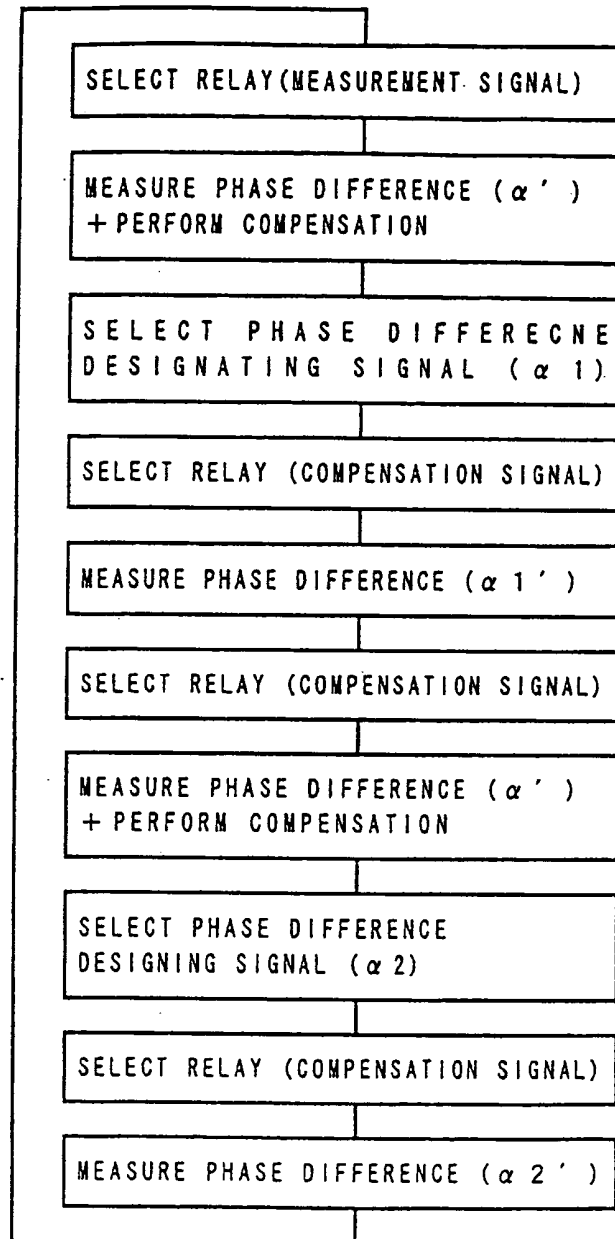 SELECT RELAY(MEASUREMENT SIGNAL)
MEASURE PHASE DIFFERENCE (α')
+ PERFORM COMPENSATION
SELECT PHASE DIFFERECNE
DESIGNATING SIGNAL (α 1)
SELECT RELAY (COMPENSATION SIGNAL)
MEASURE PHASE DIFFERENCE (α 1')
SELECT RELAY (COMPENSATION SIGNAL)
MEASURE PHASE DIFFERENCE (α')
+ PERFORM COMPENSATION
SELECT PHASE DIFFERENCE
DESIGNING SIGNAL (α 2)
SELECT RELAY (COMPENSATION SIGNAL)
MEASURE PHASE DIFFERENCE (α 2')